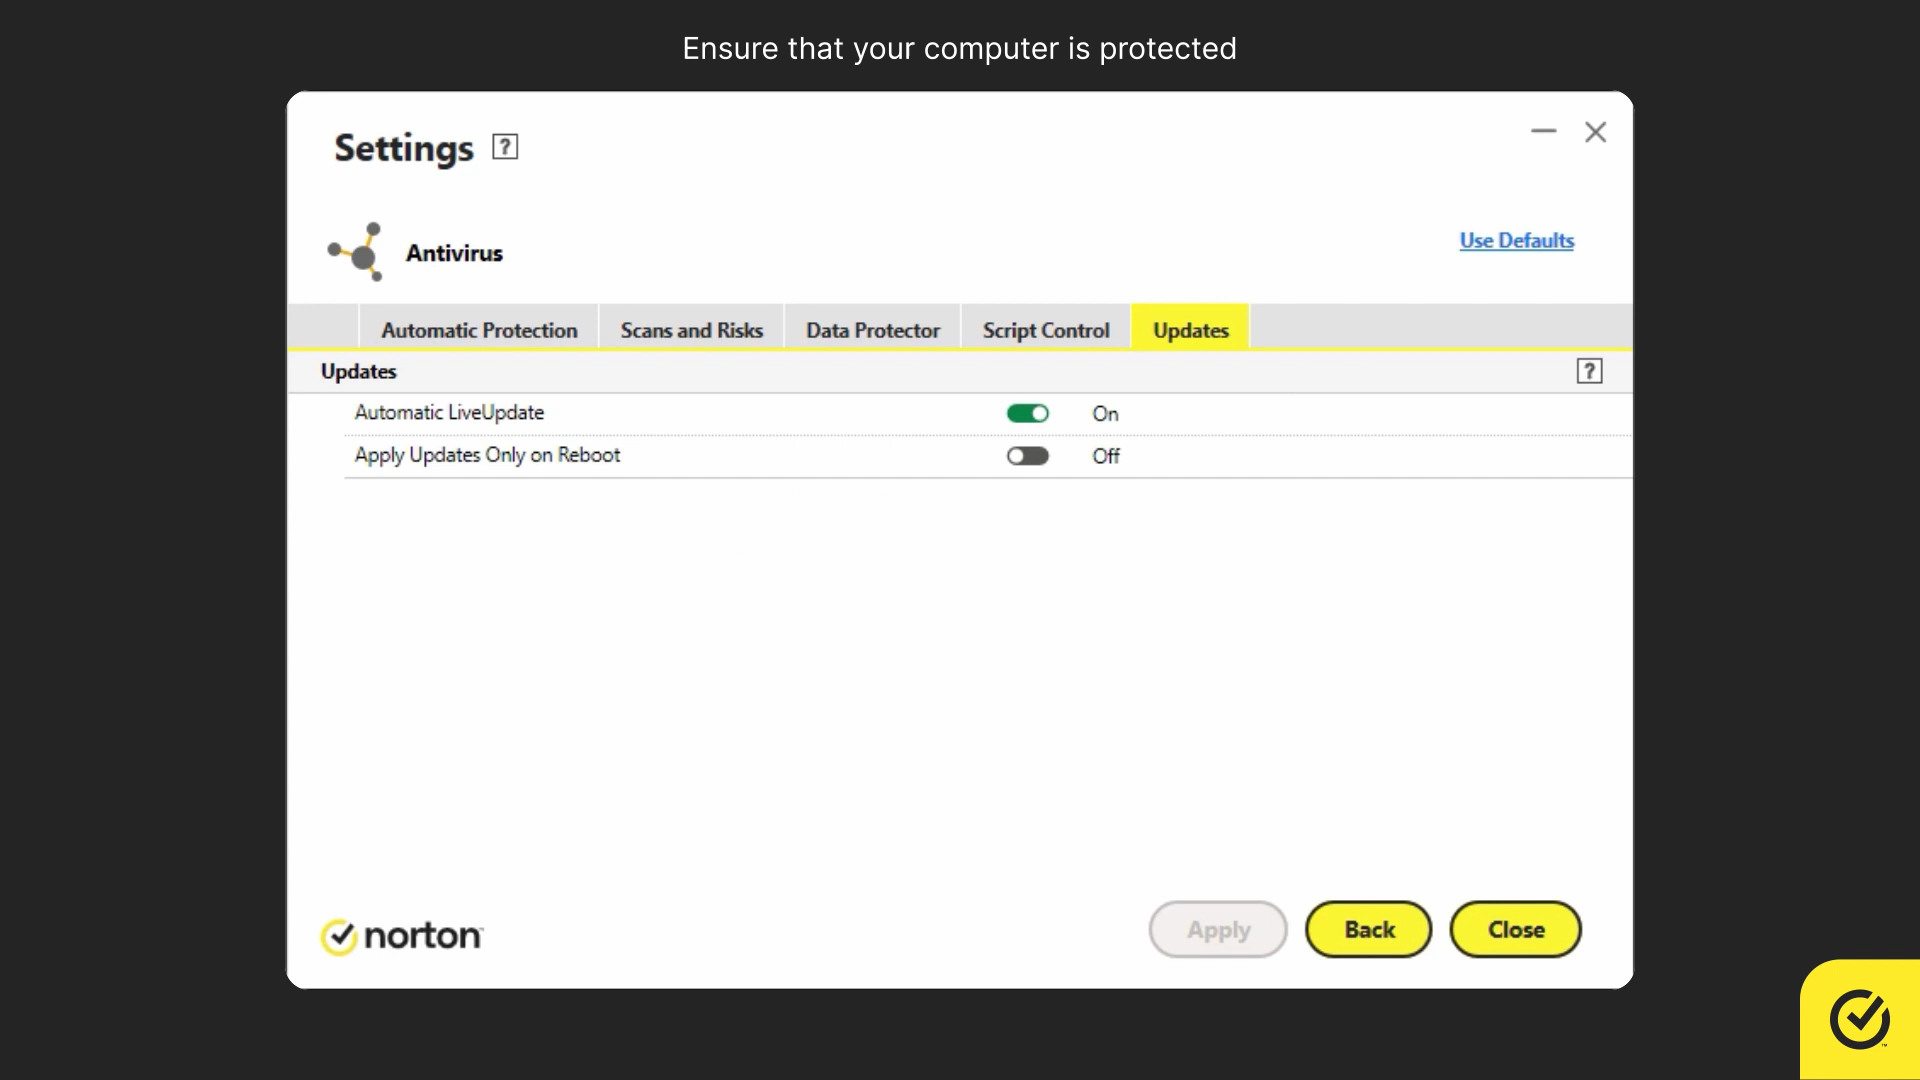 Ensure that your computer is protected
Settings ?
Antivirus
Use Defaults
Automatic Protection Scans and Risks Data Protector Script Control Updates
Updates ?
Automatic LiveUpdate On
Apply Updates Only on Reboot Off
norton
Apply Back Close